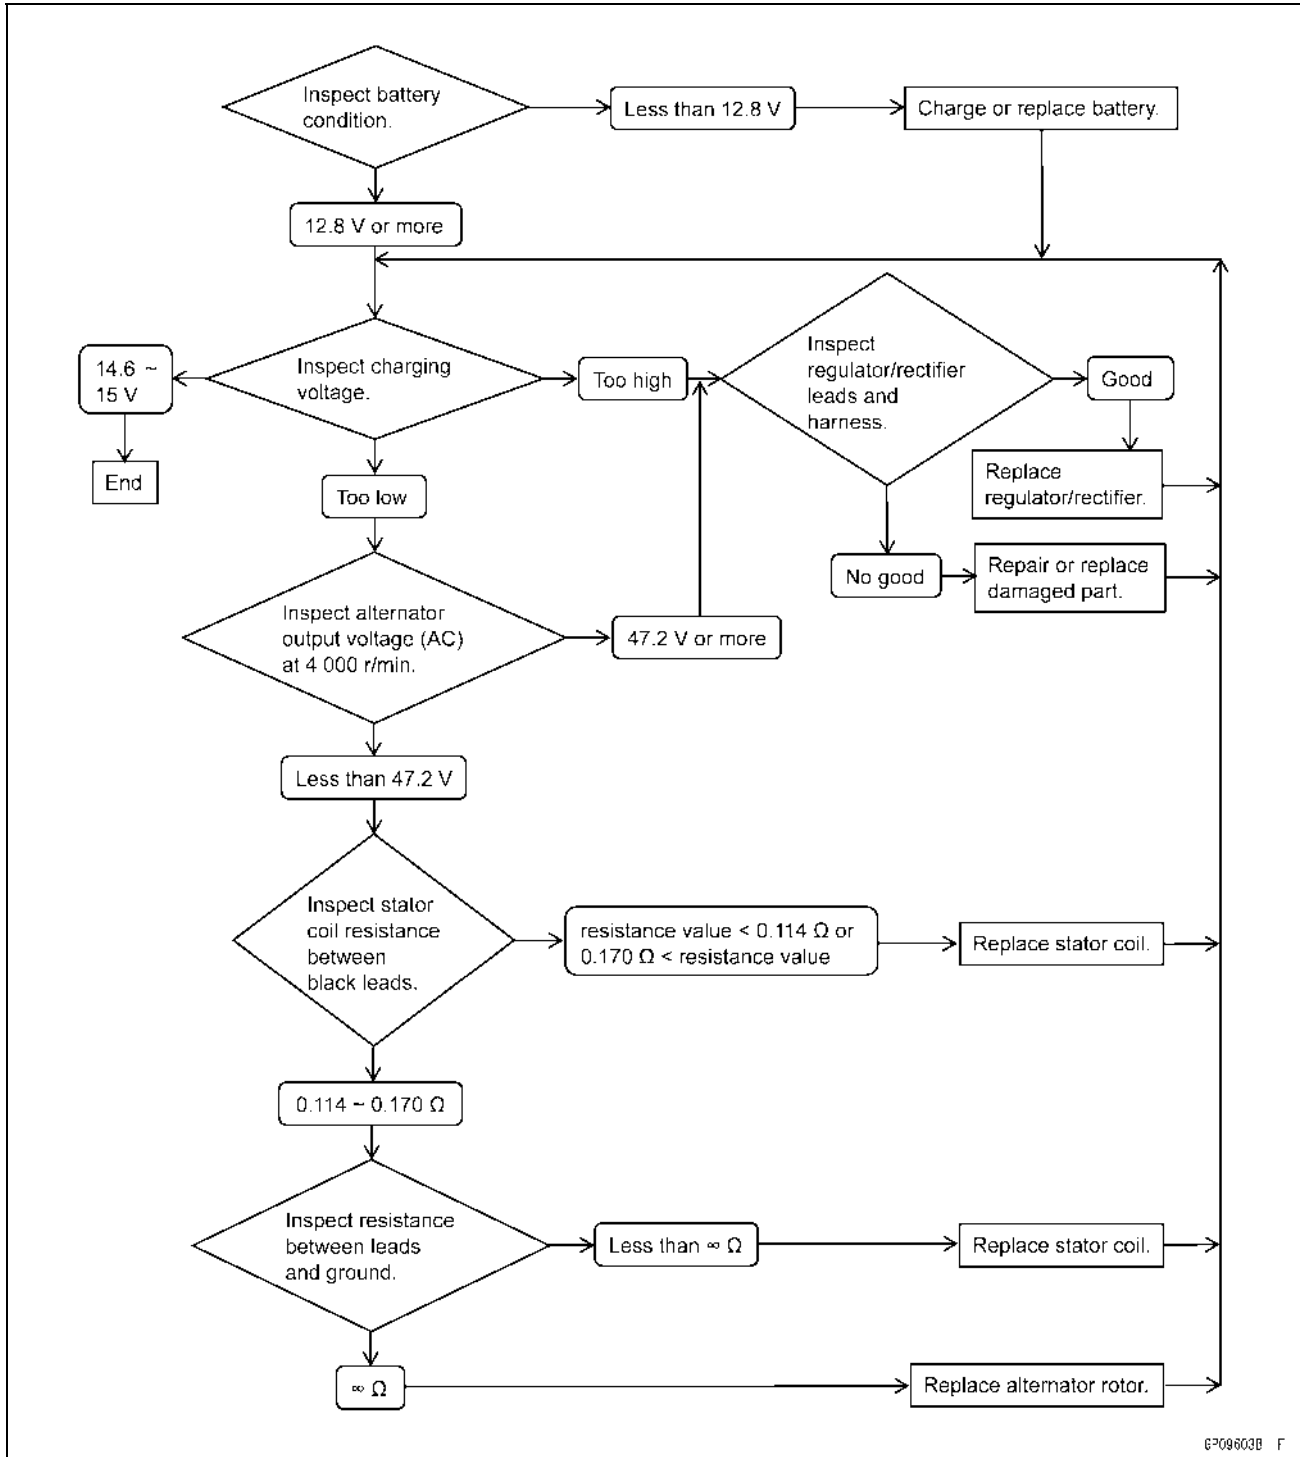 Inspect battery
condition.
Less than 12.8 V
Charge or replace battery.
12.8 V or more
14.6 ~
15 V
End
Inspect charging
voltage.
Too high
Inspect
regulator/rectifier
leads and
harness.
Good
Replace
regulator/rectifier.
Too low
No good
Repair or replace
damaged part.
Inspect alternator
output voltage (AC)
at 4 000 r/min.
47.2 V or more
Less than 47.2 V
Inspect stator
coil resistance
between
black leads.
resistance value < 0.114 Ω or
0.170 Ω < resistance value
Replace stator coil.
0.114 ~ 0.170 Ω
Inspect resistance
between leads
and ground.
Less than ∞ Ω
Replace stator coil.
∞ Ω
Replace alternator rotor.
GP09603B F